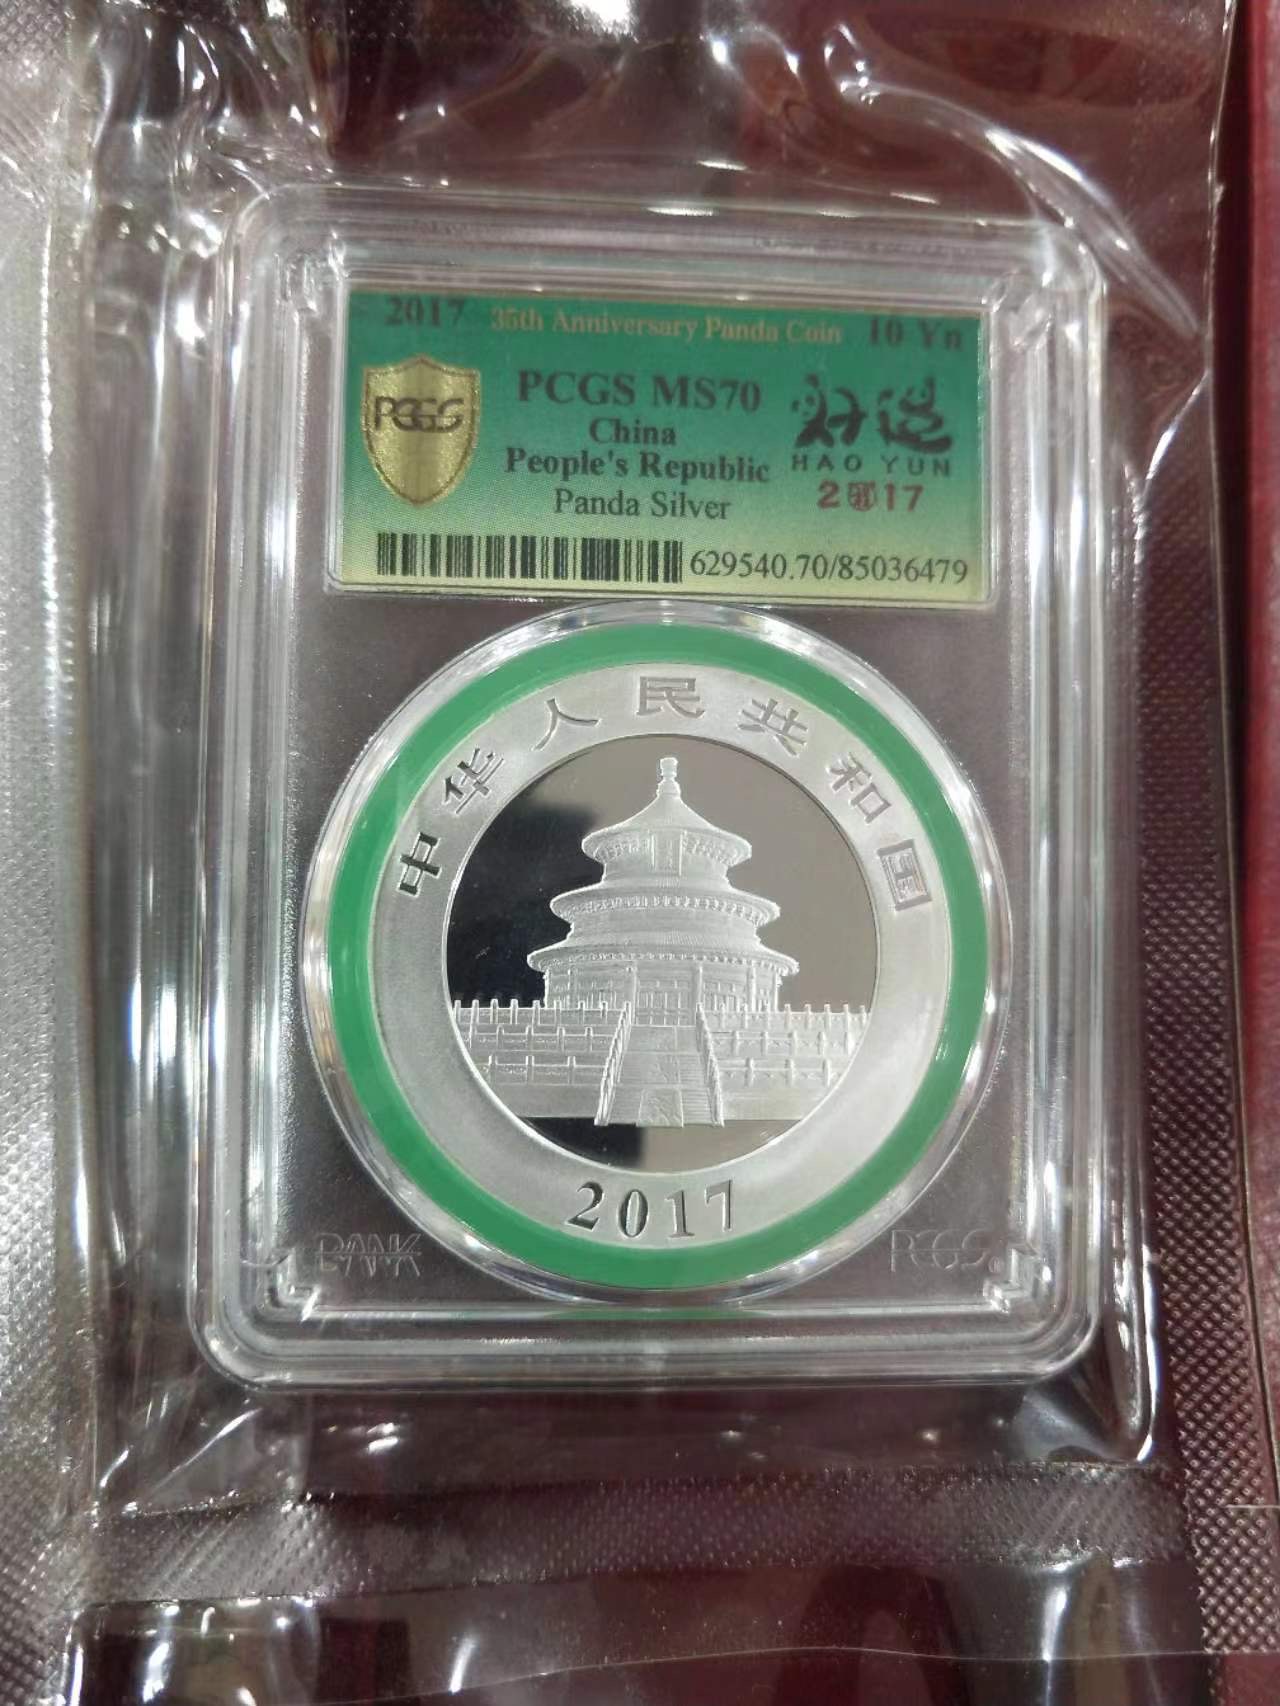 2017 35th Anniversary Panda Coin 10 Yn
PCGS
PCGS MS70
China
People's Republic
Panda Silver
好运
HAO YUN
2017
629540.70/85036479
中华人民共和国
2017
BANK
PCGS